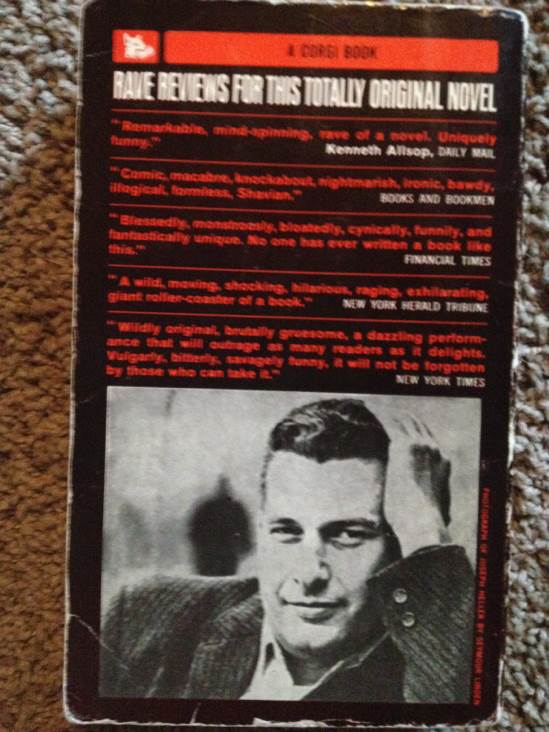 A CORGI BOOK
RAVE REVIEWS FOR THIS TOTALLY ORIGINAL NOVEL
"Remarkable, mind-spinning, rave of a novel. Uniquely
funny." Kenneth Allsop, DAILY MAIL
"Comic, macabre, knockabout, nightmarish, ironic, bawdy,
illogical, formless, Shavian." BOOKS AND BOOKMEN
"Blessedly, monstrously, bloatedly, cynically, funnily, and
fantastically unique. No one has ever written a book like
this." FINANCIAL TIMES
"A wild, moving, shocking, hilarious, raging, exhilarating,
giant roller-coaster of a book." NEW YORK HERALD TRIBUNE
"Wildly original, brutally gruesome, a dazzling perform-
ance that will outrage as many readers as it delights.
Vulgarly, bitterly, savagely funny, it will not be forgotten
by those who can take it." NEW YORK TIMES
PHOTOGRAPH OF JOSEPH HELLER BY SEYMOUR LINDEN